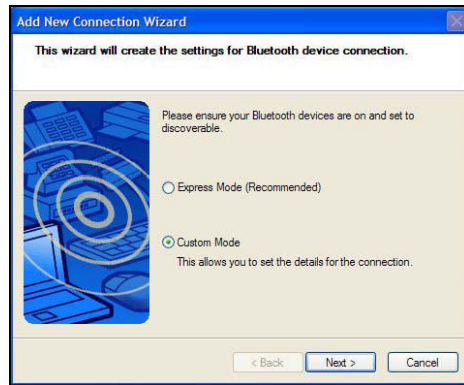 Add New Connection Wizard
This wizard will create the settings for Bluetooth device connection.
Please ensure your Bluetooth devices are on and set to
discoverable.
Express Mode (Recommended)
Custom Mode
This allows you to set the details for the connection.
< Back Next > Cancel